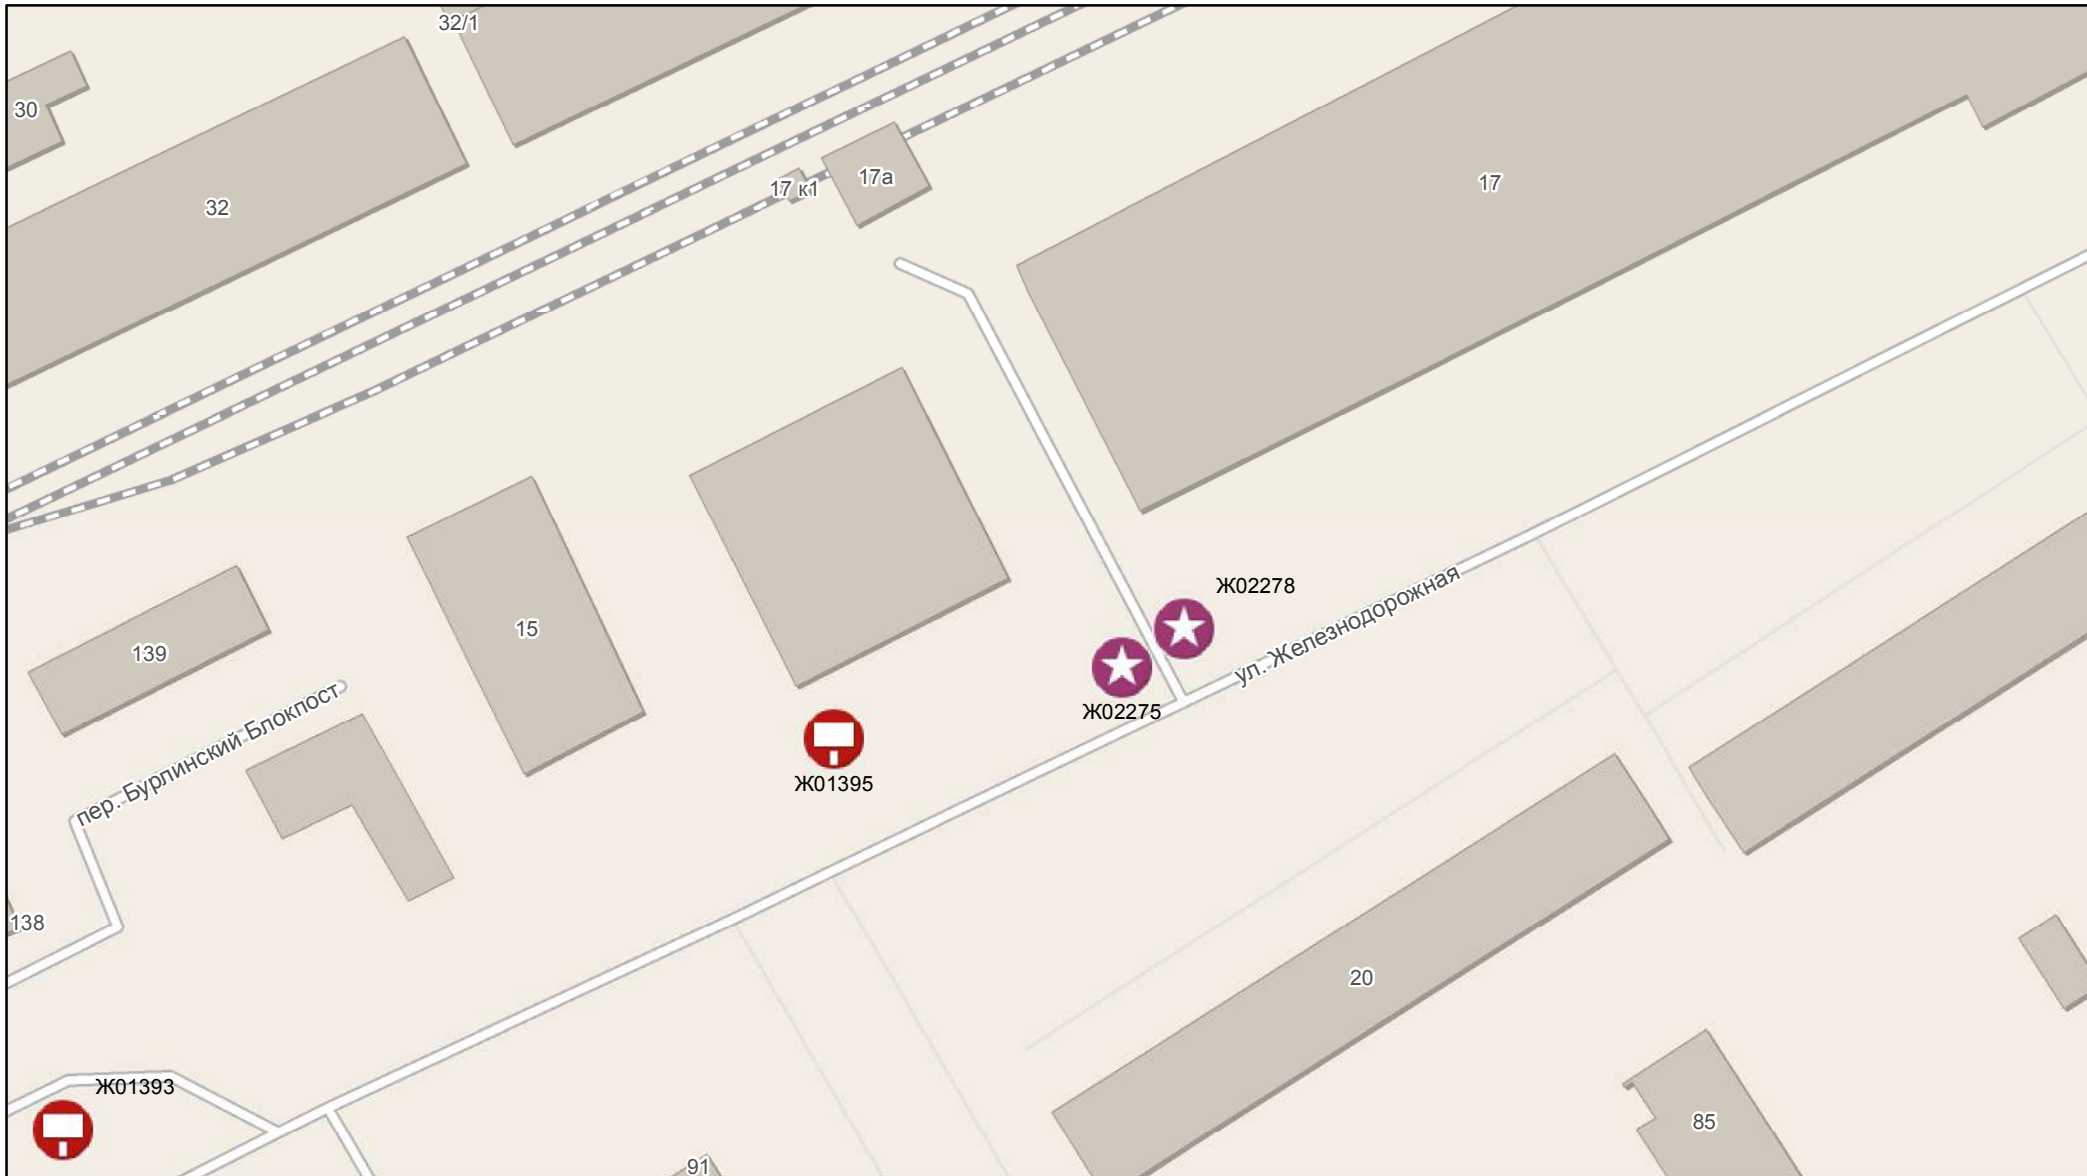 32/1
30
32
17 к1
17а
17
Ж02278
ул. Железнодорожная
15
139
Ж02275
пер. Бурлинский Блокпост
Ж01395
138
20
Ж01393
85
91